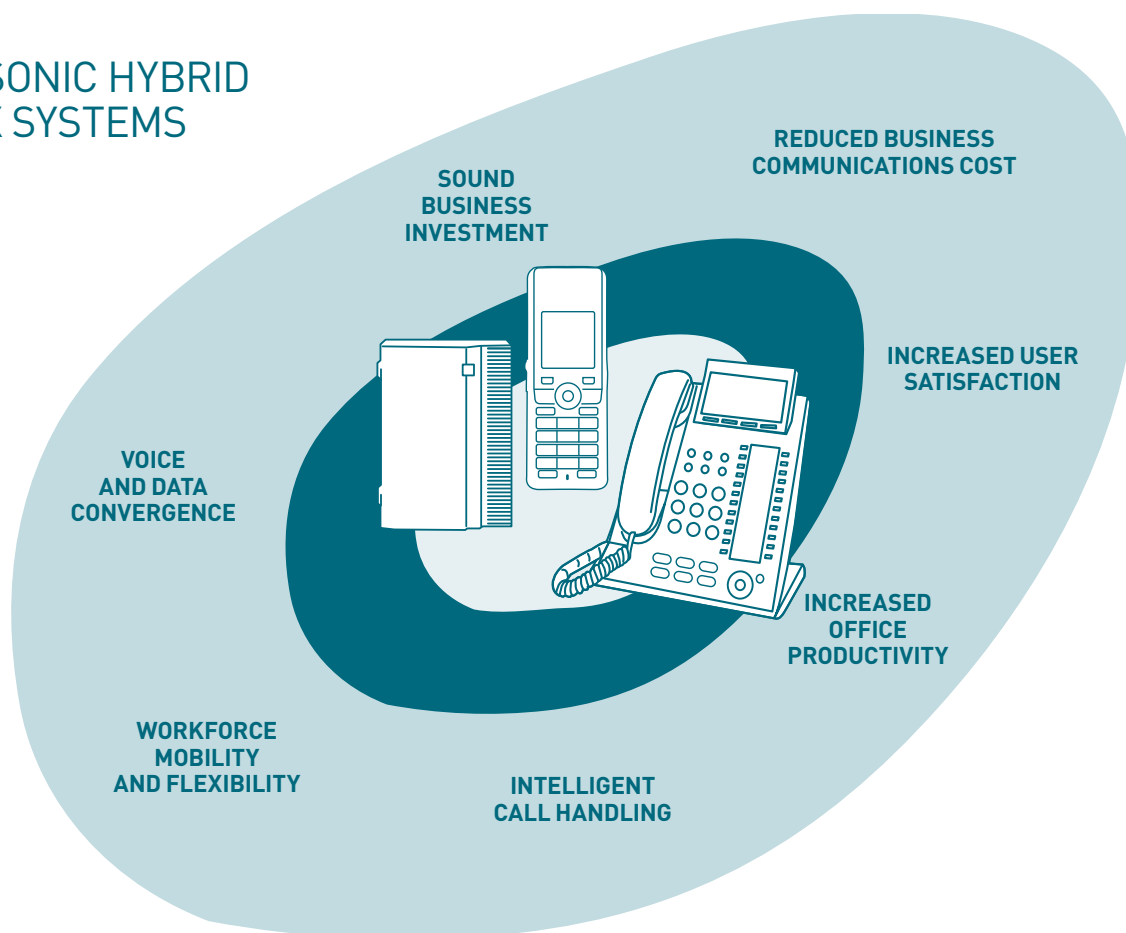 SONIC HYBRID
SYSTEMS
REDUCED BUSINESS
COMMUNICATIONS COST
SOUND
BUSINESS
INVESTMENT
INCREASED USER
SATISFACTION
VOICE
AND DATA
CONVERGENCE
INCREASED
OFFICE
PRODUCTIVITY
WORKFORCE
MOBILITY
AND FLEXIBILITY
INTELLIGENT
CALL HANDLING